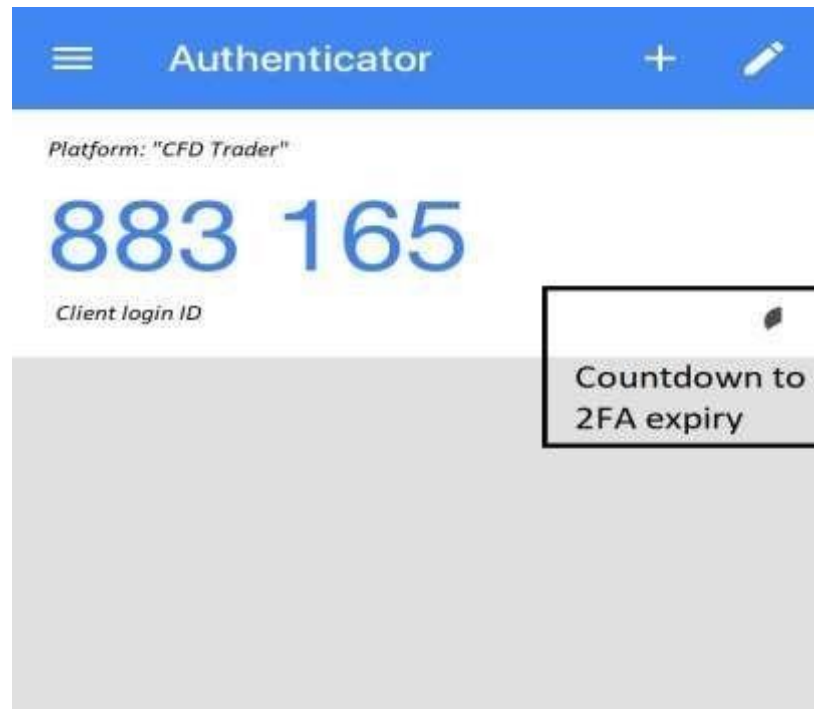 Authenticator
Platform: "CFD Trader"
883 165
Client login ID
Countdown to
2FA expiry